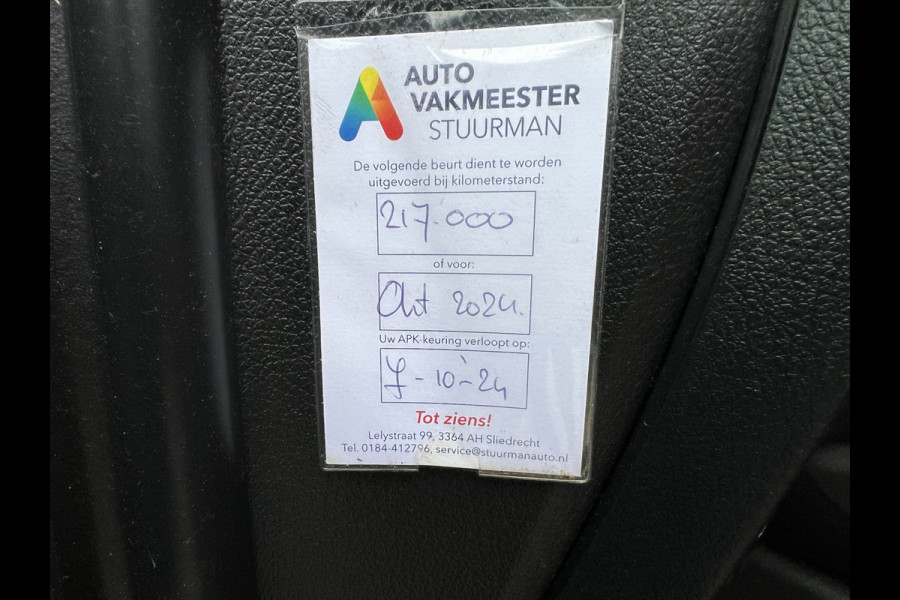 AUTO
VAKMEESTER
STUURMAN
De volgende beurt dient te worden
uitgevoerd bij kilometerstand:
217.000
of voor:
Okt 2024.
Uw APK-keuring verloopt op:
-10-24
Tot ziens!
Lelystraat 99, 3364 AH Sliedrecht
Tel. 0184-412796, service@stuurmanauto.nl